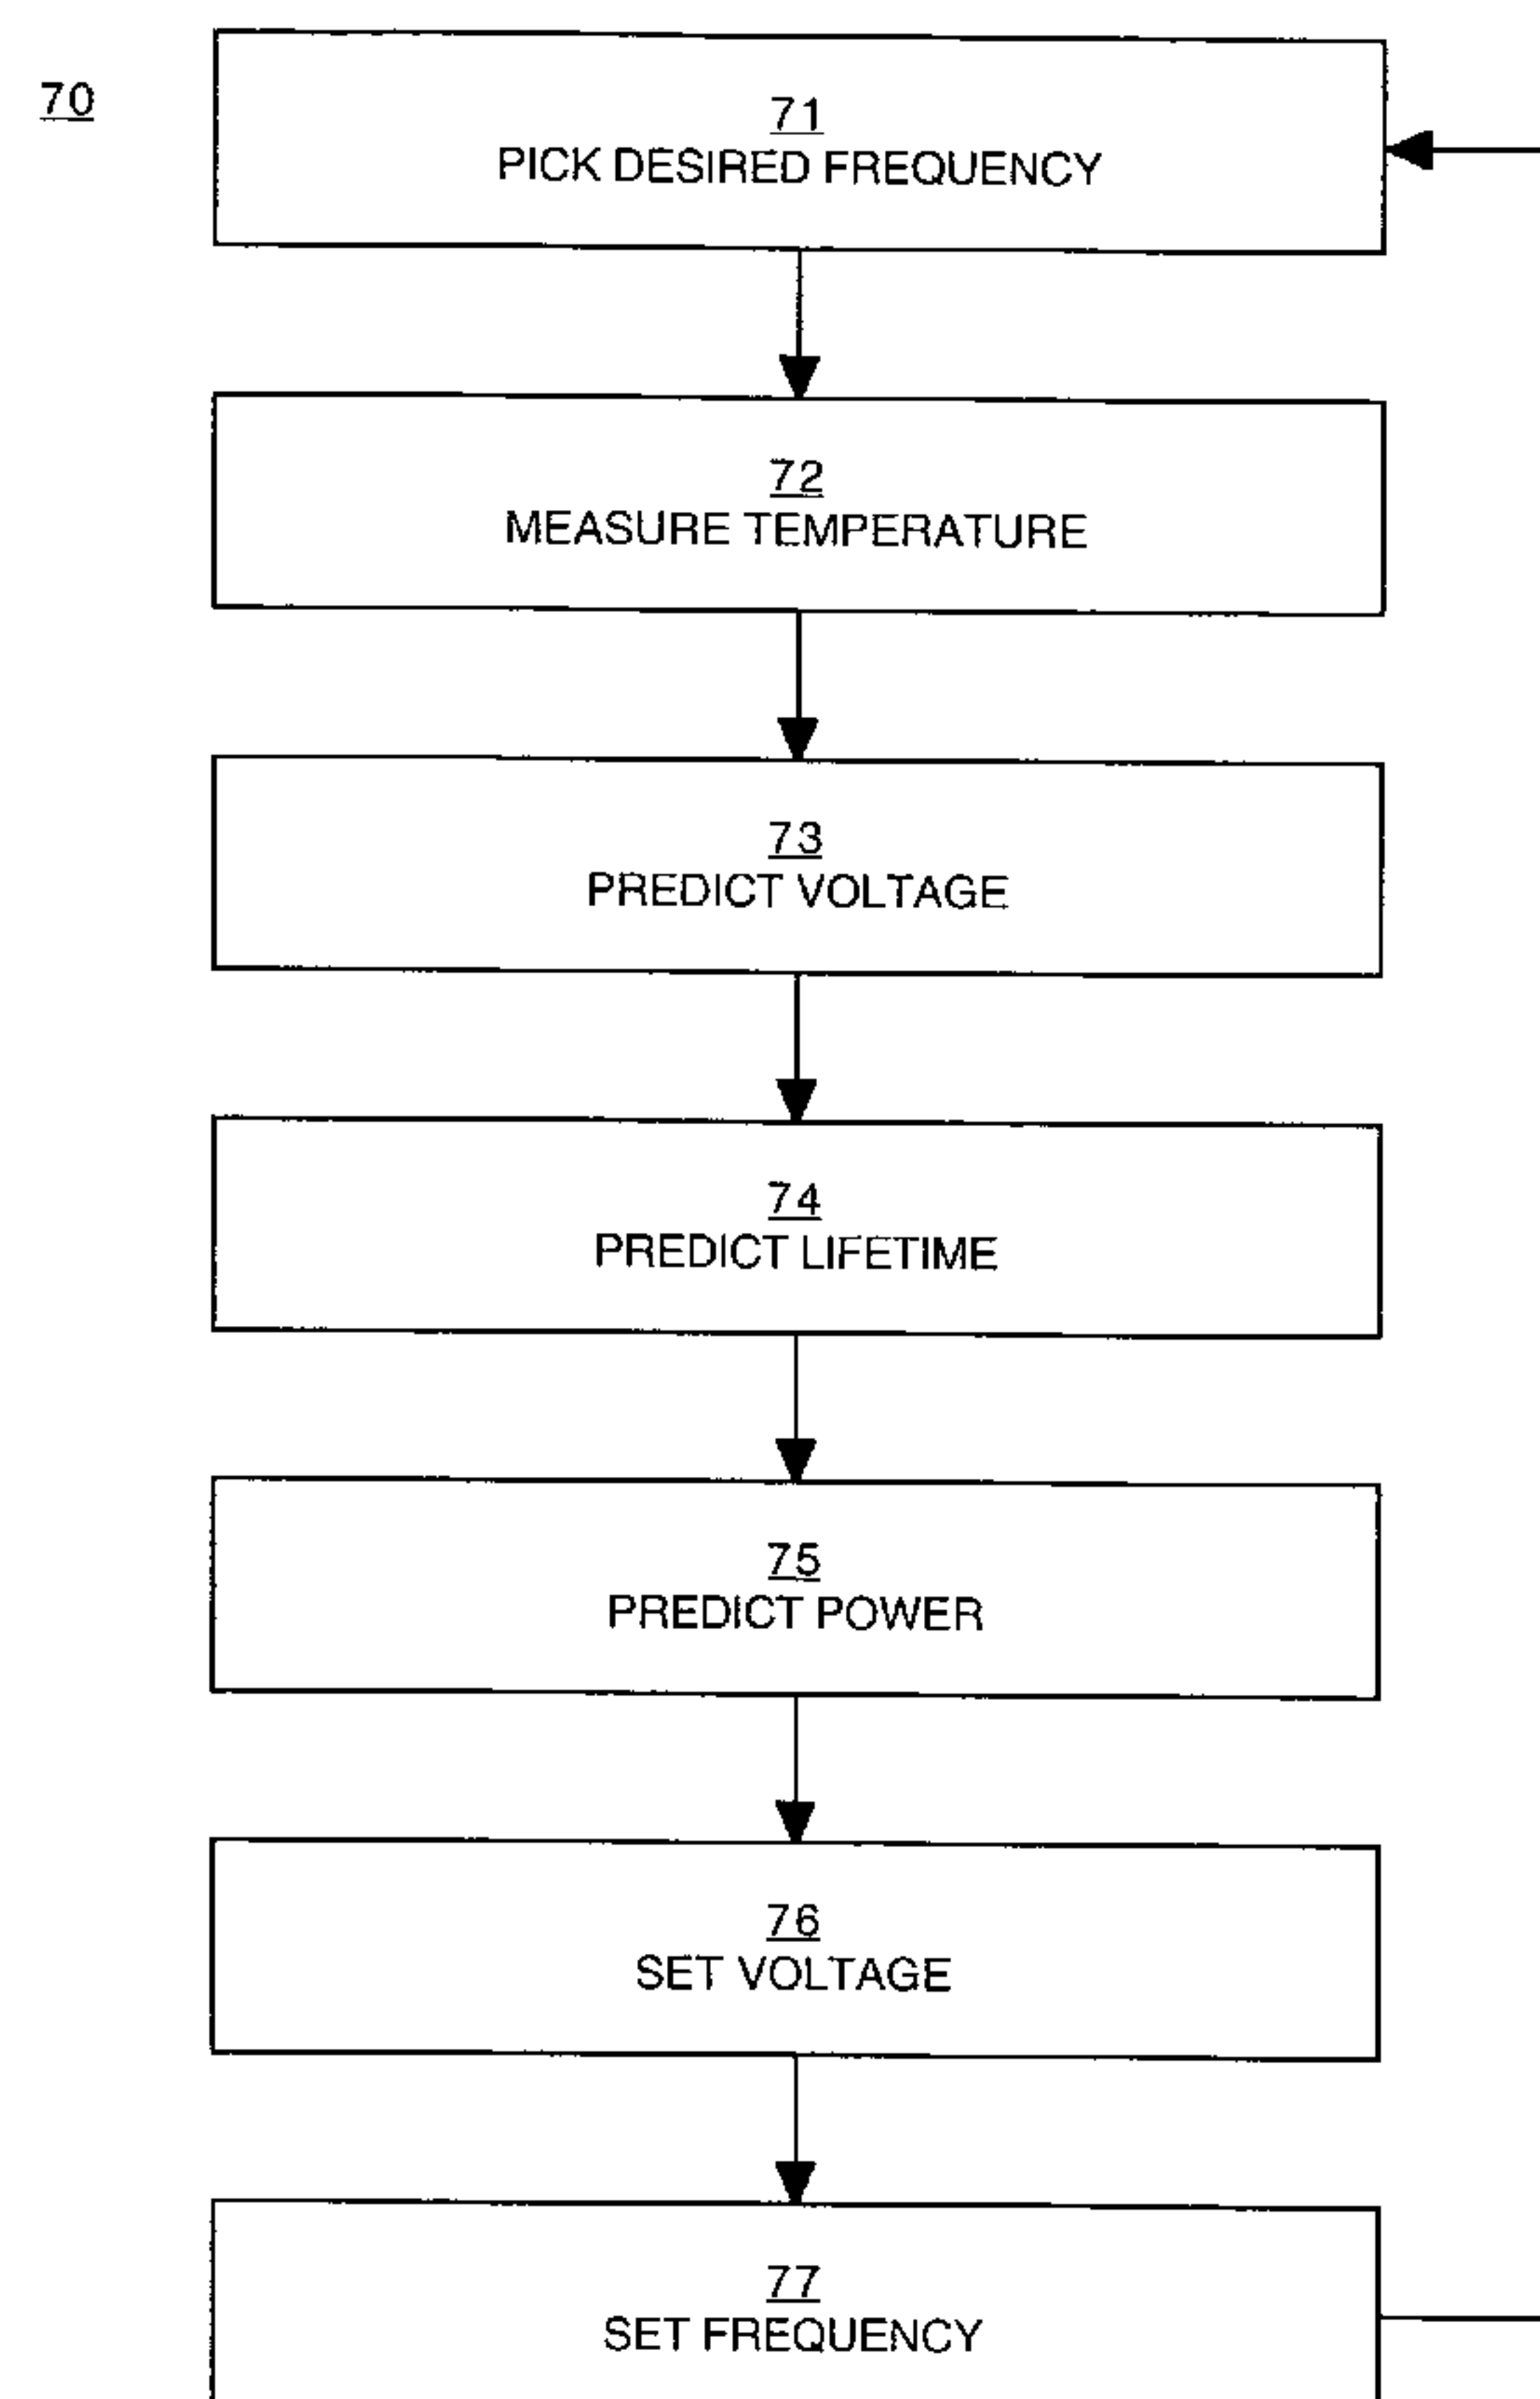 70
71
PICK DESIRED FREQUENCY
72
MEASURE TEMPERATURE
73
PREDICT VOLTAGE
74
PREDICT LIFETIME
75
PREDICT POWER
76
SET VOLTAGE
77
SET FREQUENCY